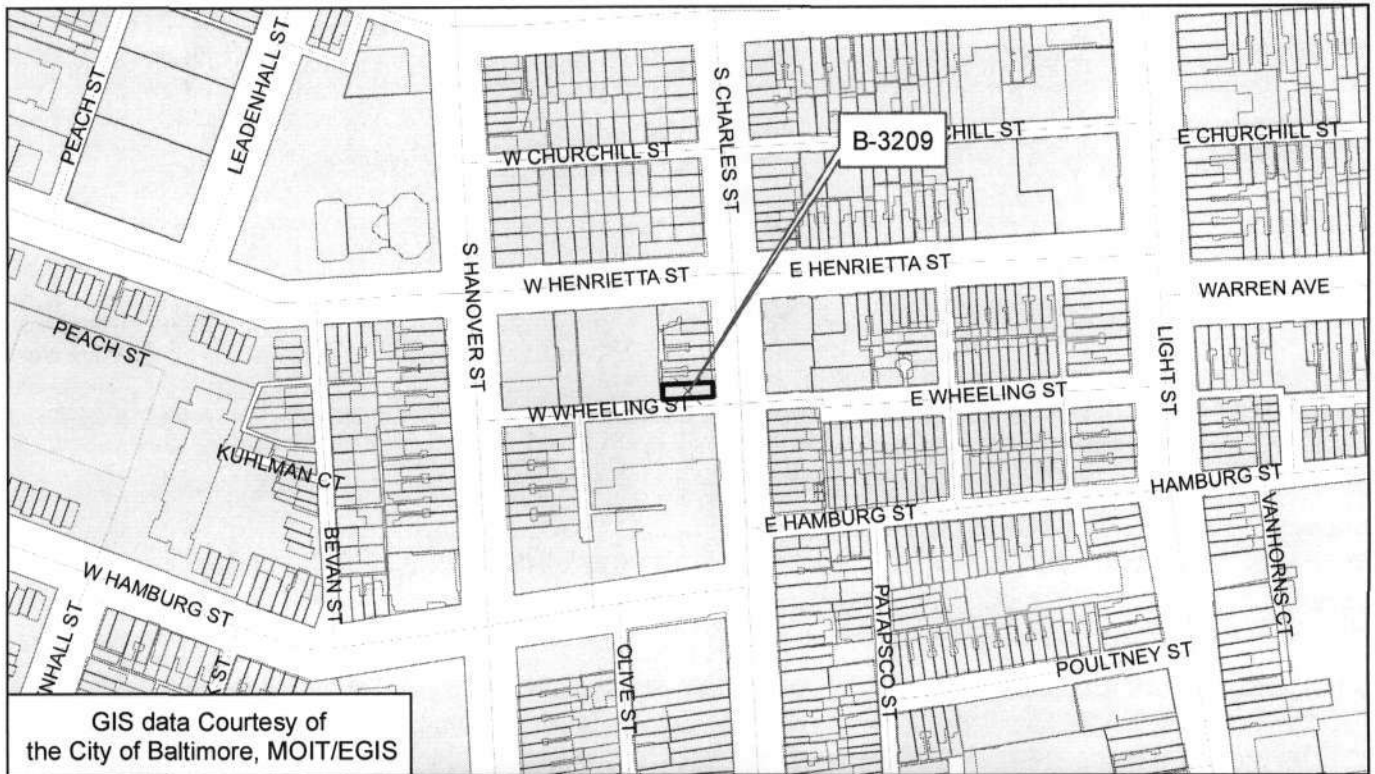 PEACH ST
LEADENHALL ST
S CHARLES ST
B-3209
CHILL ST
E CHURCHILL ST
W CHURCHILL ST
S HANOVER ST
W HENRIETTA ST
E HENRIETTA ST
WARREN AVE
PEACH ST
LIGHT ST
W WHEELING ST
E WHEELING ST
KUHLMAN CT
HAMBURG ST
E HAMBURG ST
BEVAN ST
VANHORNS CT
W HAMBURG ST
PATAPSCO ST
OLIVE ST
POULTNEY ST
ENHALL ST
K ST
GIS data Courtesy of
the City of Baltimore, MOIT/EGIS